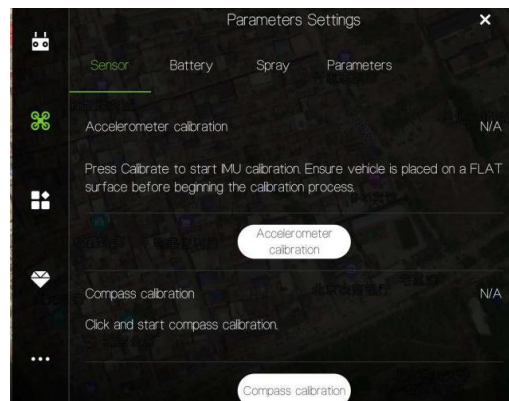 Parameters Settings
Sensor Battery Spray Parameters
Accelerometer calibration N/A
Press Calibrate to start IMU calibration. Ensure vehicle is placed on a FLAT
surface before beginning the calibration process.
Accelerometer
calibration
Compass calibration N/A
Click and start compass calibration.
Compass calibration